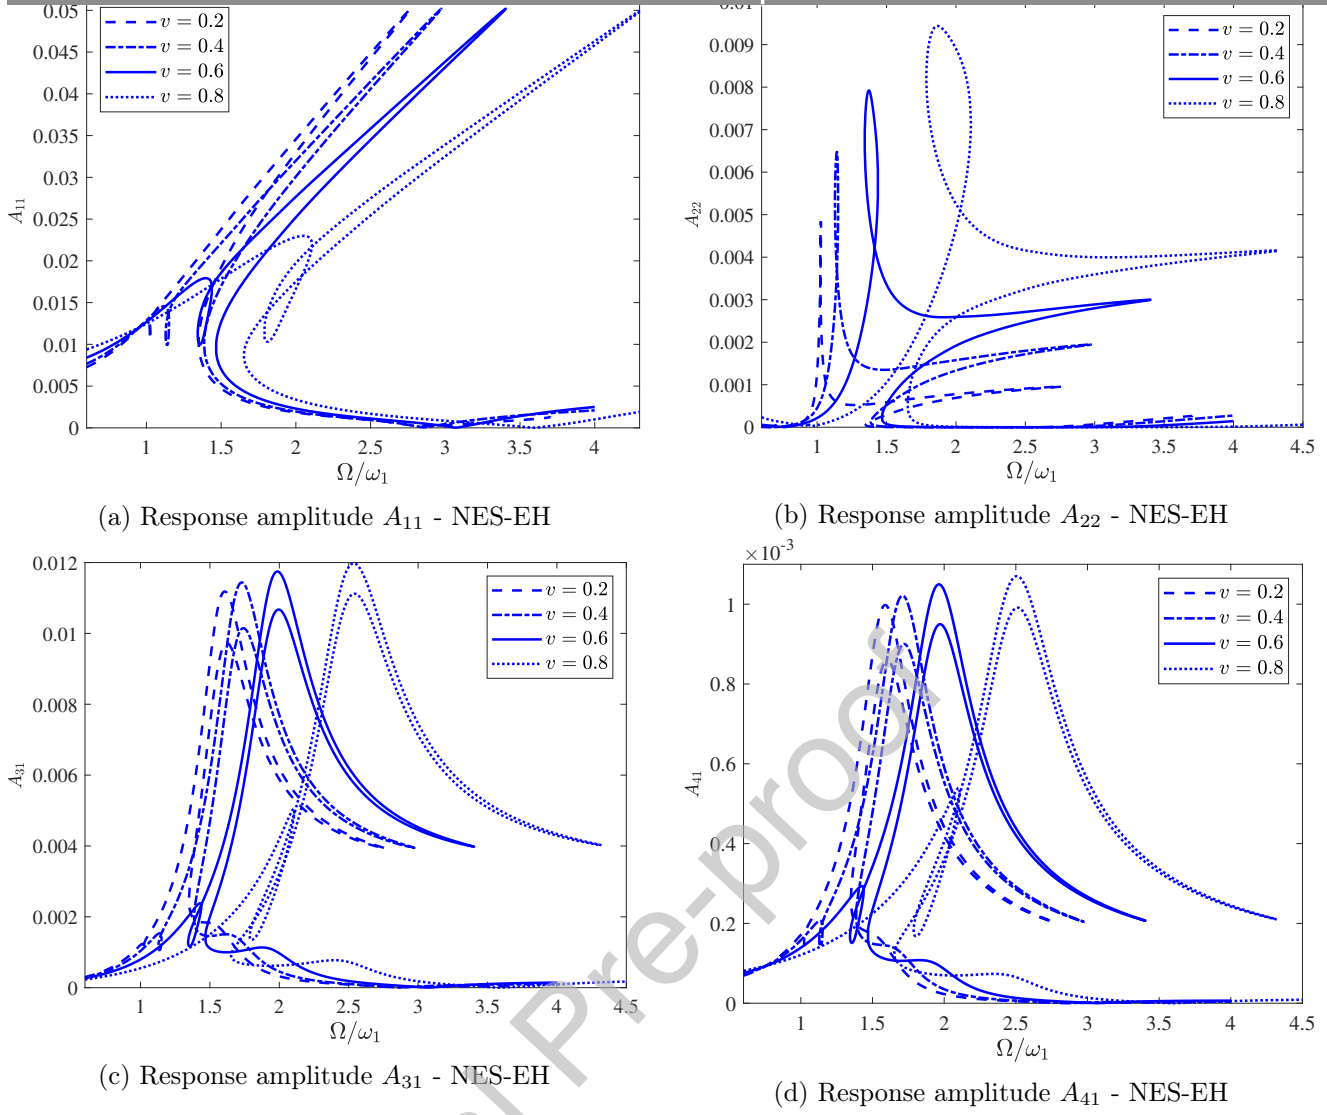 0.05
0.045
0.04
0.035
0.03
0.025
0.02
0.015
0.01
0.005
0
A11
v = 0.2
v = 0.4
v = 0.6
v = 0.8
1 1.5 2 2.5 3 3.5 4
Ω/ω1
(a) Response amplitude A11 - NES-EH
0.01
0.009
0.008
0.007
0.006
0.005
0.004
0.003
0.002
0.001
0
A22
v = 0.2
v = 0.4
v = 0.6
v = 0.8
1 1.5 2 2.5 3 3.5 4 4.5
Ω/ω1
(b) Response amplitude A22 - NES-EH
0.012
0.01
0.008
0.006
0.004
0.002
0
A31
v = 0.2
v = 0.4
v = 0.6
v = 0.8
1 1.5 2 2.5 3 3.5 4 4.5
Ω/ω1
(c) Response amplitude A31 - NES-EH
×10-3
1
0.8
0.6
0.4
0.2
0
A41
v = 0.2
v = 0.4
v = 0.6
v = 0.8
1 1.5 2 2.5 3 3.5 4 4.5
Ω/ω1
(d) Response amplitude A41 - NES-EH
Pre-proof